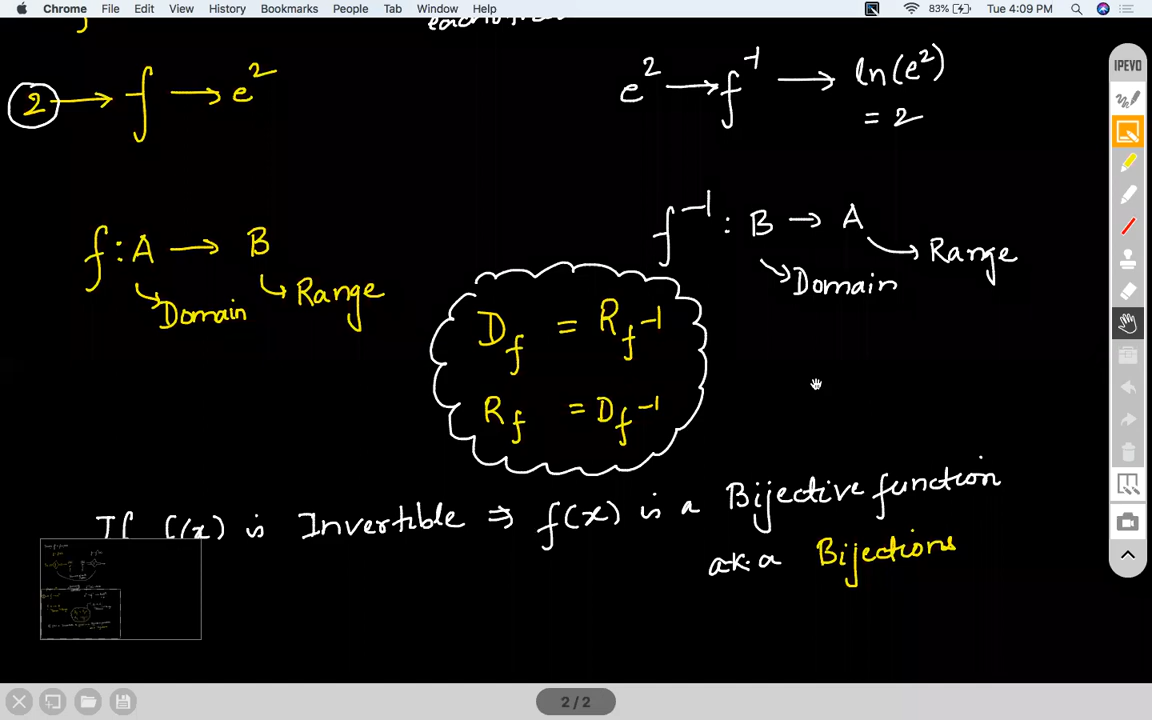 Chrome File Edit View History Bookmarks People Tab Window Help 83% Tue 4:09 PM
IPEVO
2 → f → e²
e² → f⁻¹ → ln(e²)
= 2
f : A → B
Domain
Range
f⁻¹ : B → A
Domain
Range
D_f = R_f⁻¹
R_f = D_f⁻¹
If f(x) is Invertible ⇒ f(x) is a Bijective function
a.k.a Bijections
2 / 2